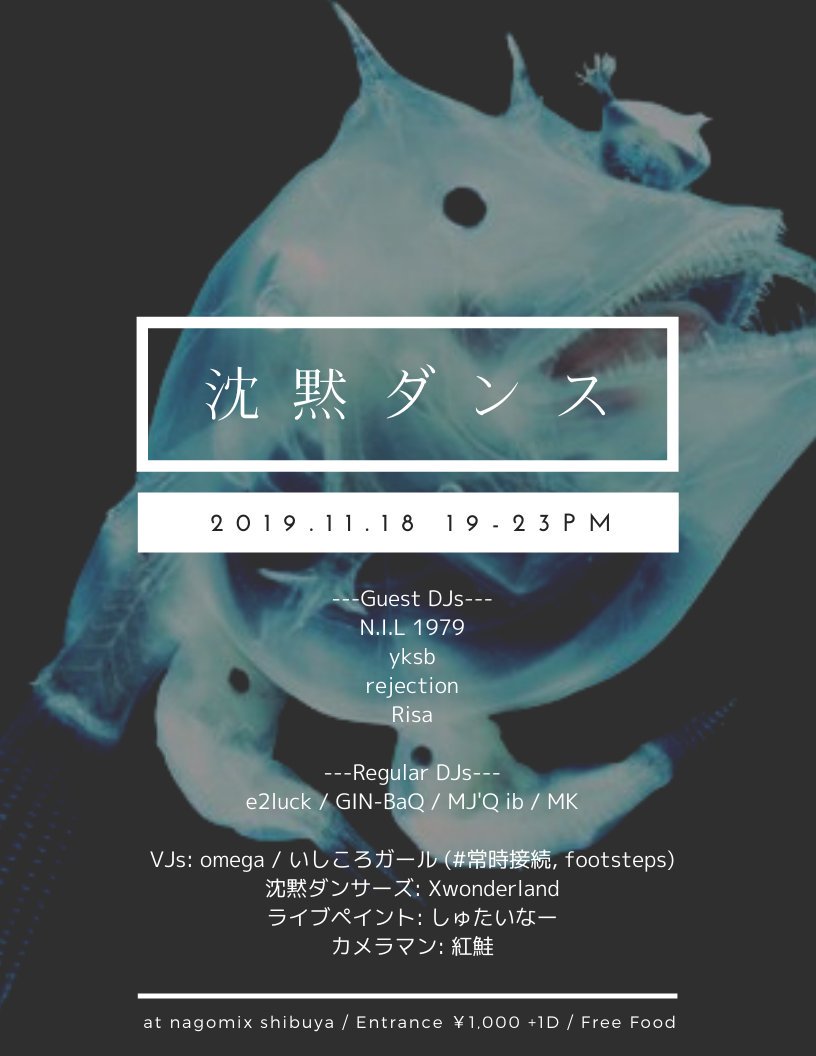 沈黙ダンス
2019.11.18 19-23PM
---Guest DJs---
N.I.L 1979
yksb
rejection
Risa
---Regular DJs---
e2luck / GIN-BaQ / MJ'Q ib / MK
VJs: omega / いしころガール (#常時接続, footsteps)
沈黙ダンサーズ: Xwonderland
ライブペイント: しゅたいなー
カメラマン: 紅鮭
at nagomix shibuya / Entrance ¥1,000 +1D / Free Food